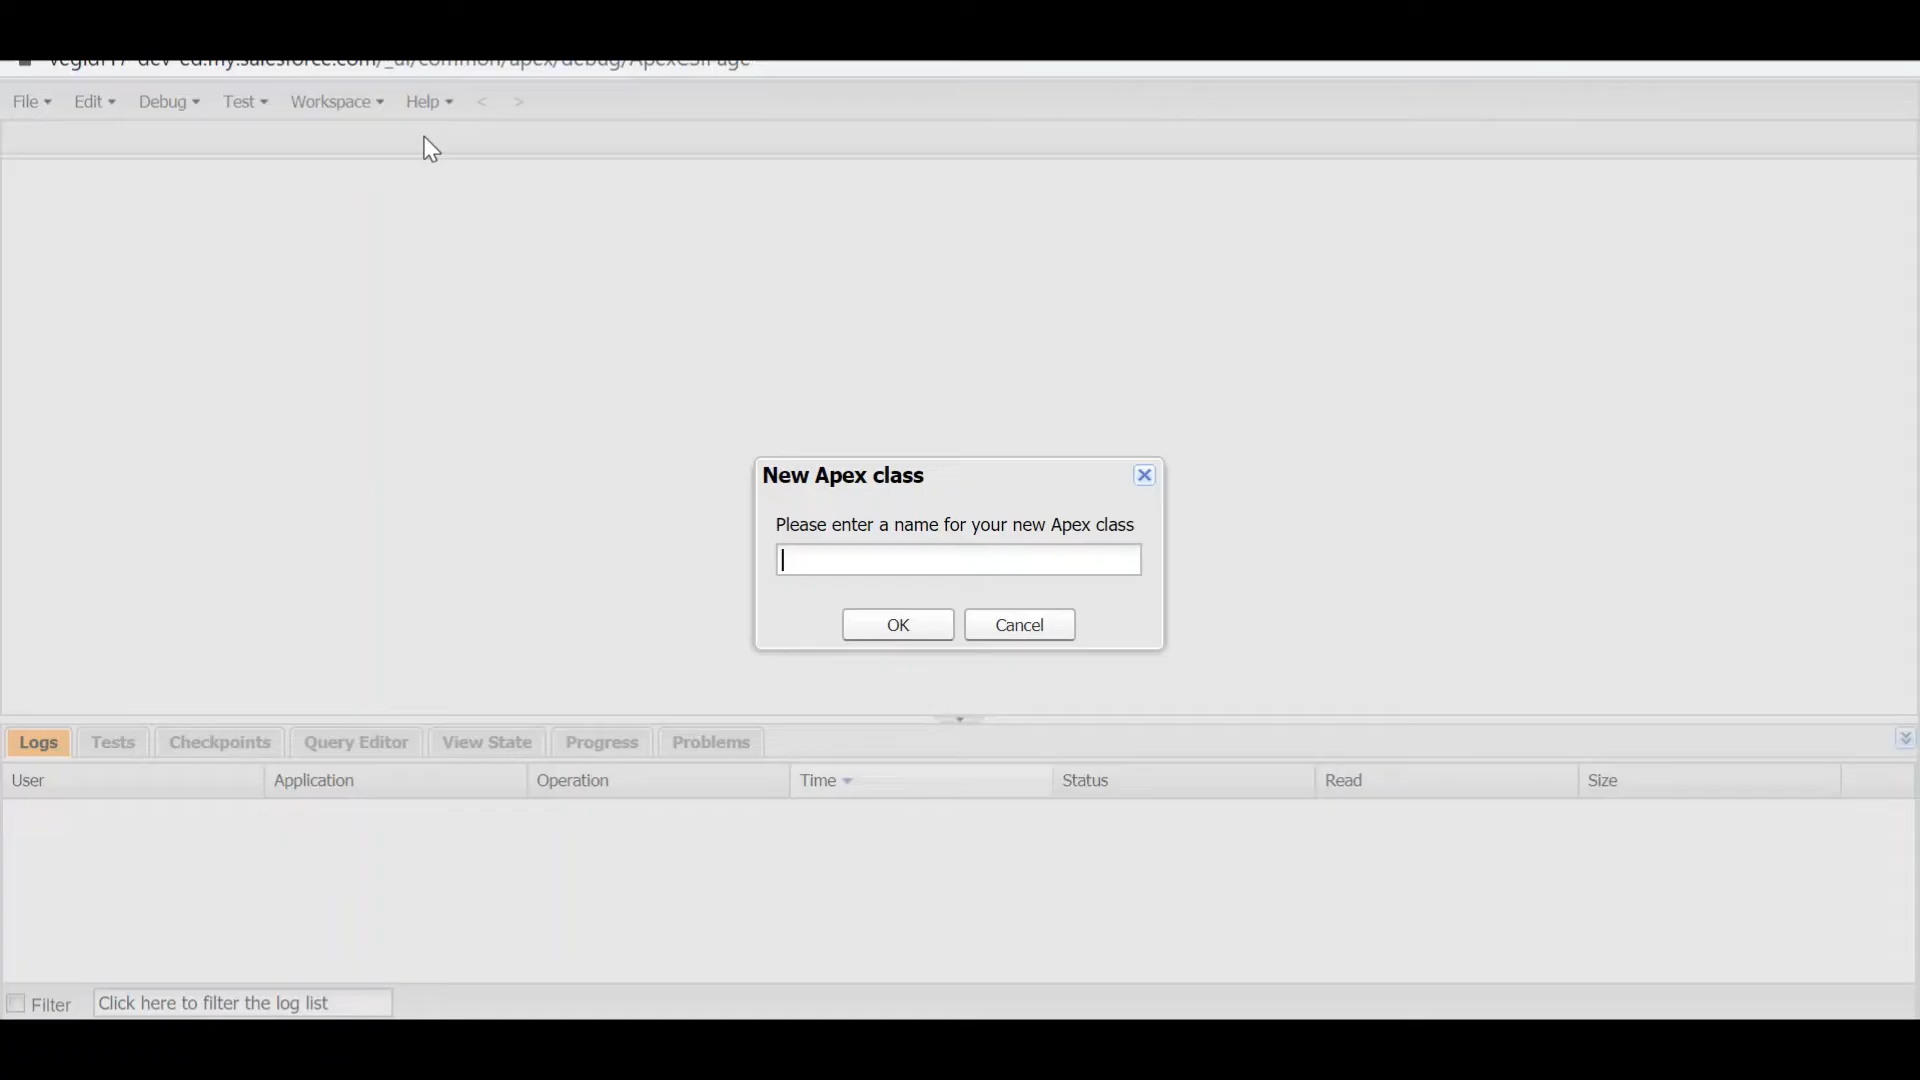 File Edit Debug Test Workspace Help < >
New Apex class
Please enter a name for your new Apex class
OK Cancel
Logs Tests Checkpoints Query Editor View State Progress Problems
User Application Operation Time Status Read Size
Filter Click here to filter the log list